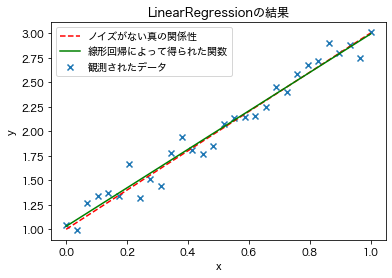 LinearRegressionの結果
ノイズがない真の関係性
線形回帰によって得られた関数
観測されたデータ
3.00
2.75
2.50
2.25
2.00
1.75
1.50
1.25
1.00
y
0.0 0.2 0.4 0.6 0.8 1.0
x